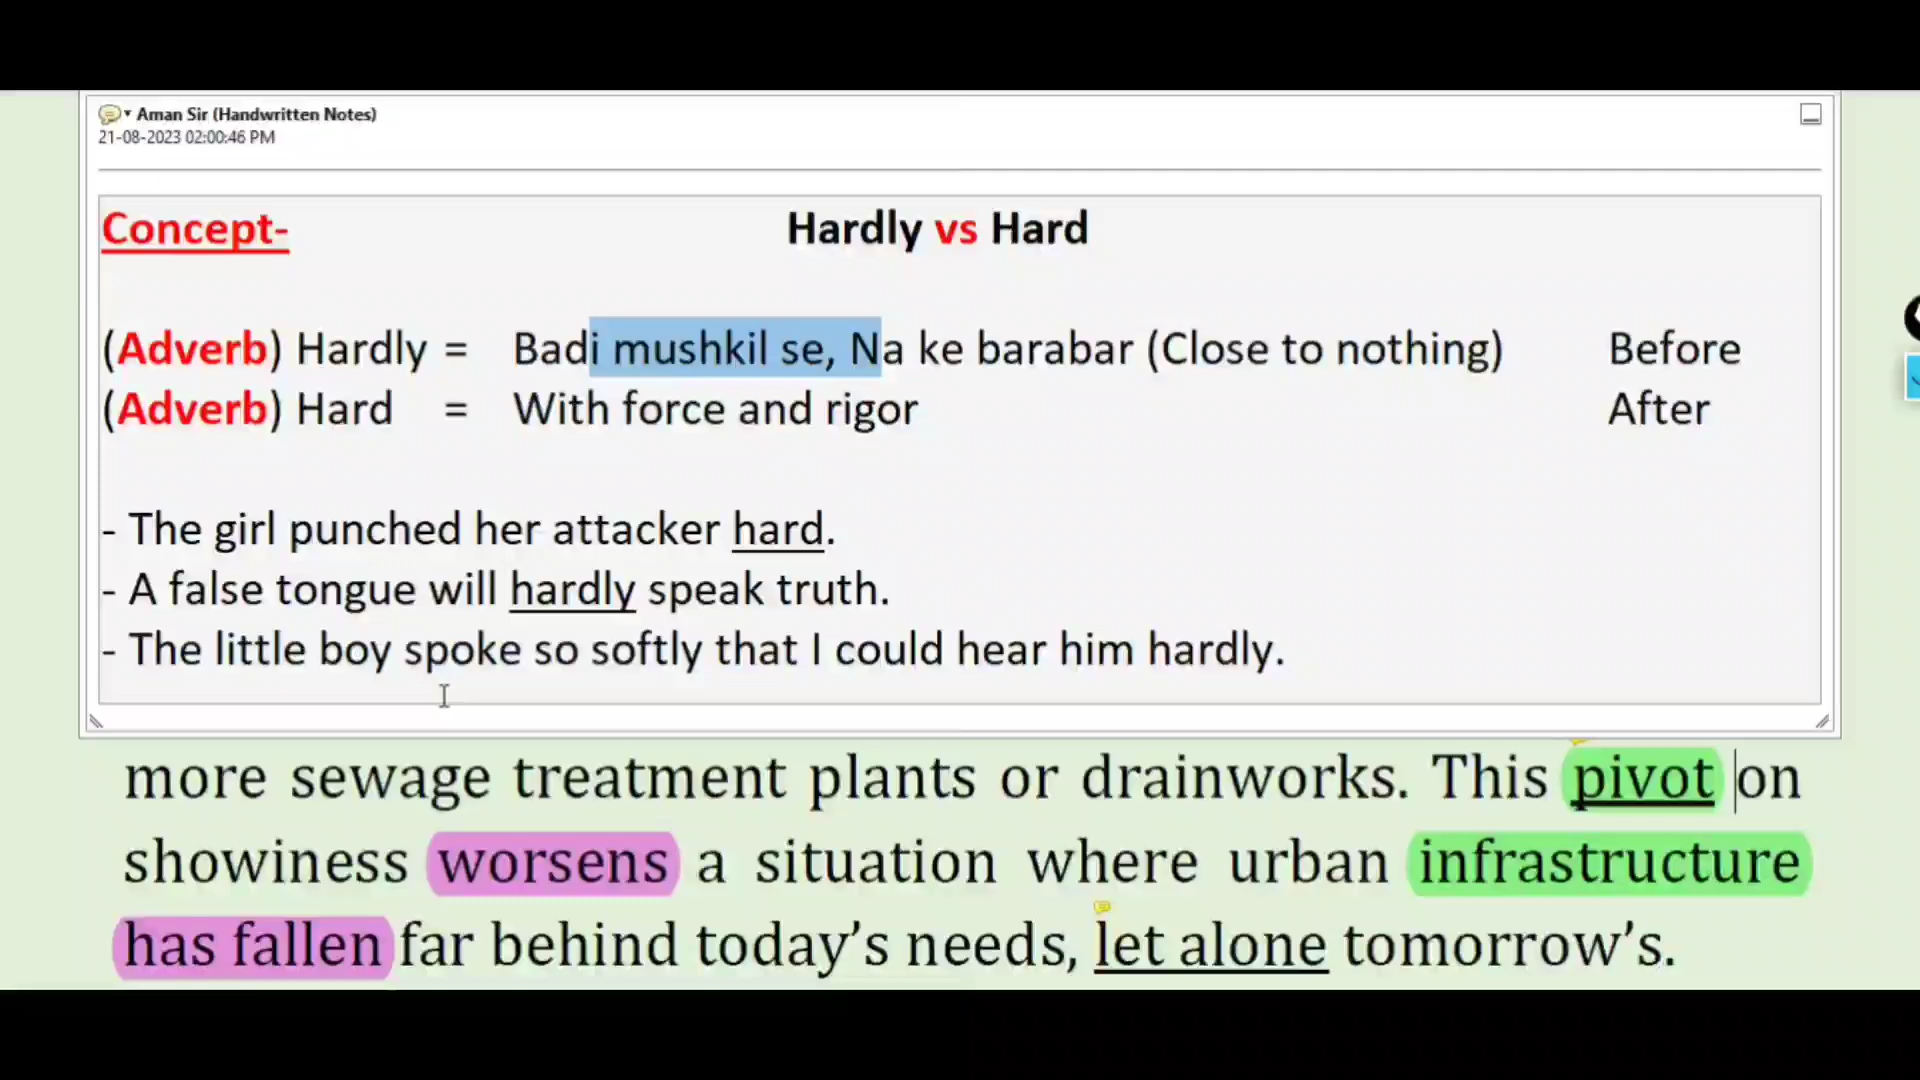 Aman Sir (Handwritten Notes)
21-08-2023 02:00:46 PM
Concept- Hardly vs Hard
(Adverb) Hardly = Badi mushkil se, Na ke barabar (Close to nothing) Before
(Adverb) Hard = With force and rigor After
- The girl punched her attacker hard.
- A false tongue will hardly speak truth.
- The little boy spoke so softly that I could hear him hardly.
more sewage treatment plants or drainworks. This pivot on
showiness worsens a situation where urban infrastructure
has fallen far behind today's needs, let alone tomorrow's.